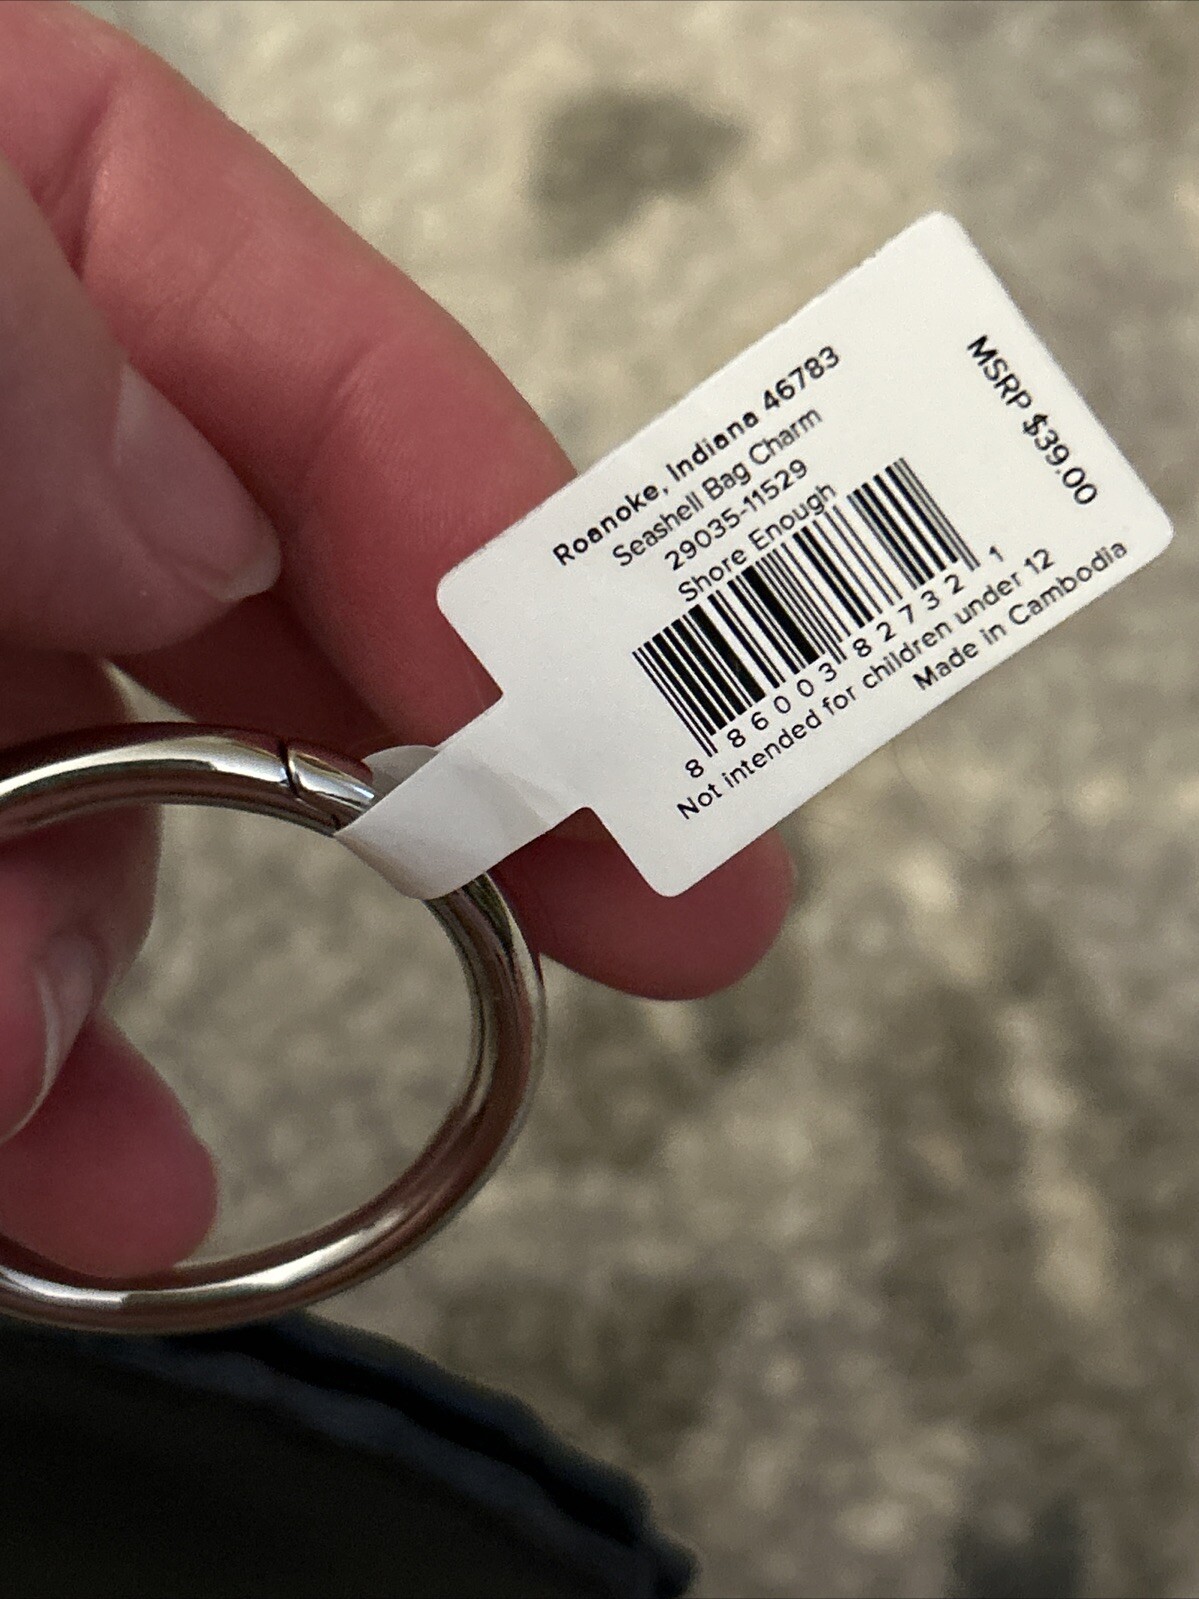 Roanoke, Indiana 46783
Seashell Bag Charm
29035-11529
Shore Enough
8 86003 82732 1
Not intended for children under 12
Made in Cambodia
MSRP $39.00